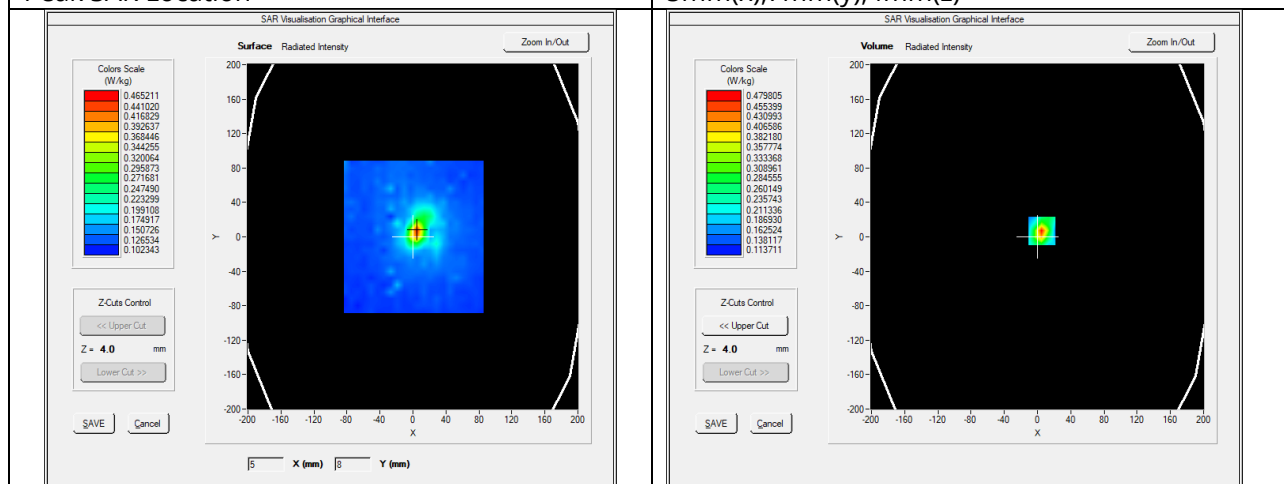 SAR Location
SAR Visualisation Graphical Interface
Surface Radiated Intensity
Zoom In/Out
Colors Scale
(W/kg)
0.465211
0.441020
0.416829
0.392637
0.368446
0.344255
0.320064
0.295873
0.271681
0.247490
0.223299
0.199108
0.174917
0.150726
0.126534
0.102343
Z-Cuts Control
<< Upper Cut
Z = 4.0 mm
Lower Cut >>
SAVE Cancel
200
160
120
80
40
0
-40
-80
-120
-160
-200
Y
-200 -160 -120 -80 -40 0 40 80 120 160 200
X
5 X (mm) 8 Y (mm)
SAR Visualisation Graphical Interface
Volume Radiated Intensity
Zoom In/Out
Colors Scale
(W/kg)
0.479805
0.455399
0.430993
0.406586
0.382180
0.357774
0.333368
0.308961
0.284555
0.260149
0.235743
0.211336
0.186930
0.162524
0.138117
0.113711
Z-Cuts Control
<< Upper Cut
Z = 4.0 mm
Lower Cut >>
SAVE Cancel
200
160
120
80
40
0
-40
-80
-120
-160
-200
Y
-200 -160 -120 -80 -40 0 40 80 120 160 200
X